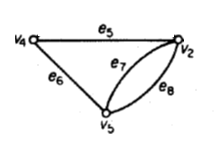 e₅
v₄ v₂
e₇
e₆ e₈
v₅